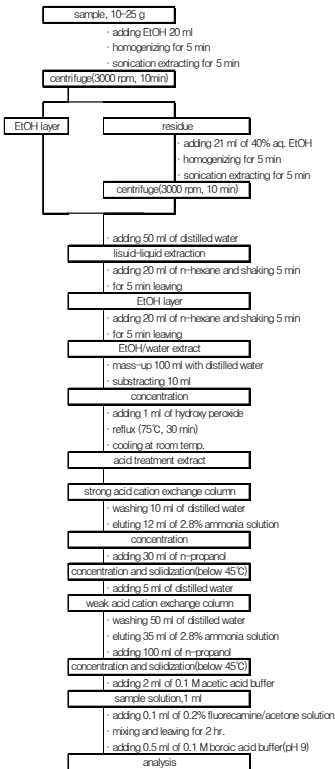 sample, 10-25 g
· adding EtOH 20 ml
· homogenizing for 5 min
· sonication extracting for 5 min
centrifuge(3000 rpm, 10min)
EtOH layer
residue
· adding 21 ml of 40% aq. EtOH
· homogenizing for 5 min
· sonication extracting for 5 min
centrifuge(3000 rpm, 10 min)
· adding 50 ml of distilled water
lisuid-liquid extraction
· adding 20 ml of n-hexane and shaking 5 min
· for 5 min leaving
EtOH layer
· adding 20 ml of n-hexane and shaking 5 min
· for 5 min leaving
EtOH/water extract
· mass-up 100 ml with distilled water
· substracting 10 ml
concentration
· adding 1 ml of hydroxy peroxide
· reflux (75℃, 30 min)
· cooling at room temp.
acid treatment extract
strong acid cation exchange column
· washing 10 ml of distilled water
· eluting 12 ml of 2.8% ammonia solution
concentration
· adding 30 ml of n-propanol
concentration and solidization(below 45℃)
· adding 5 ml of distilled water
weak acid cation exchange column
· washing 50 ml of distilled water
· eluting 35 ml of 2.8% ammonia solution
· adding 100 ml of n-propanol
concentration and solidization(below 45℃)
· adding 2 ml of 0.1 M acetic acid buffer
sample solution,1 ml
· adding 0.1 ml of 0.2% fluorecamine/acetone solution
· mixing and leaving for 2 hr.
· adding 0.5 ml of 0.1 M boroic acid buffer(pH 9)
analysis